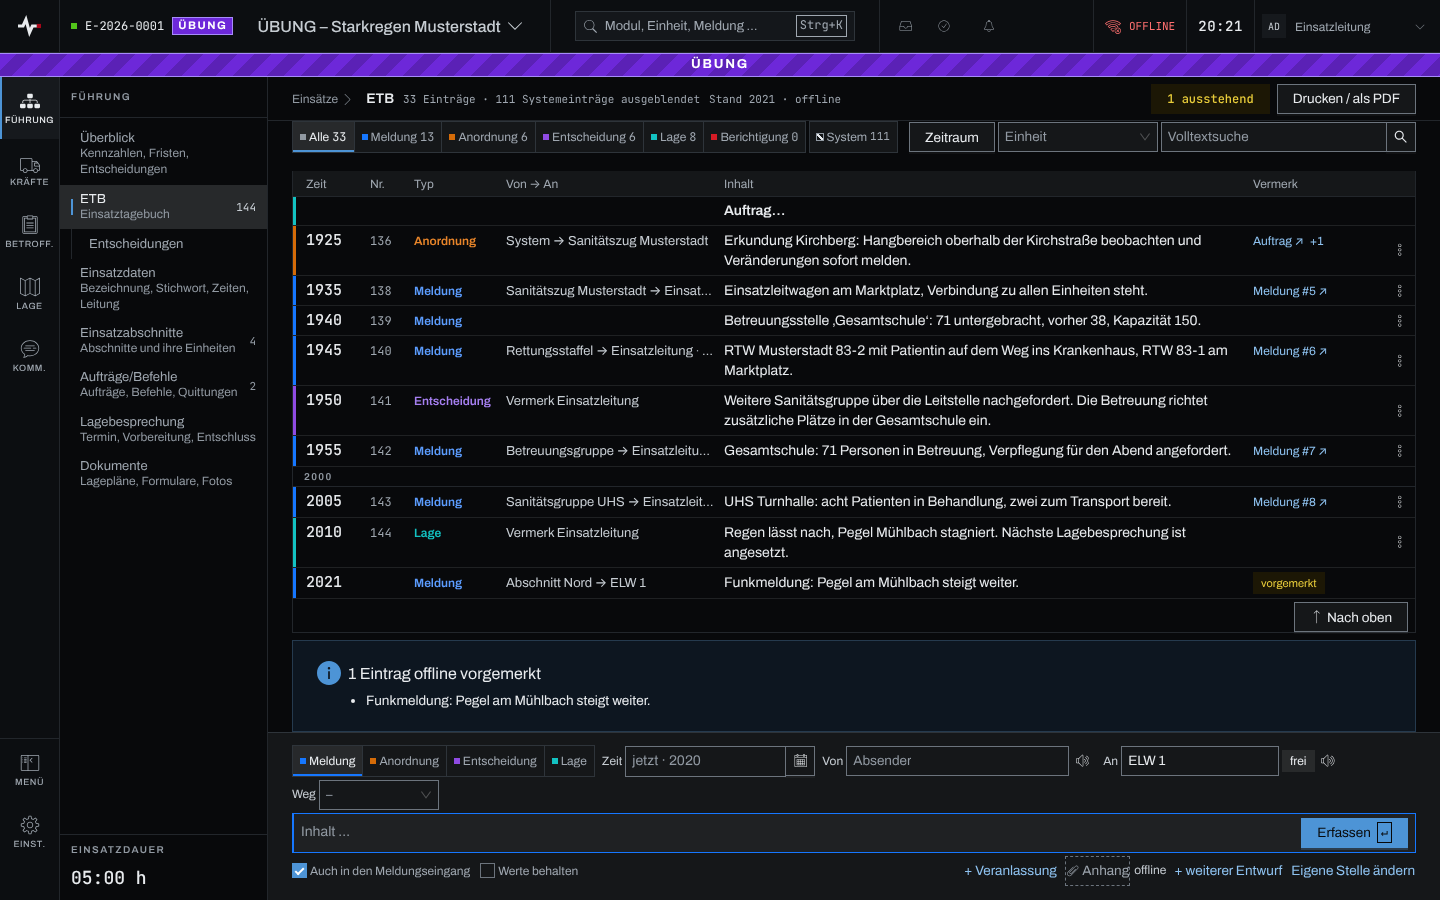 E-2026-0001 ÜBUNG ÜBUNG – Starkregen Musterstadt Modul, Einheit, Meldung ... Strg+K OFFLINE 20:21 AD Einsatzleitung
ÜBUNG
FÜHRUNG
KRÄFTE
BETROFF.
LAGE
KOMM.
MENÜ
EINST.
FÜHRUNG
Überblick
Kennzahlen, Fristen,
Entscheidungen
ETB
Einsatztagebuch 144
Entscheidungen
Einsatzdaten
Bezeichnung, Stichwort, Zeiten,
Leitung
Einsatzabschnitte
Abschnitte und ihre Einheiten 4
Aufträge/Befehle
Aufträge, Befehle, Quittungen 2
Lagebesprechung
Termin, Vorbereitung, Entschluss
Dokumente
Lagepläne, Formulare, Fotos
EINSATZDAUER
05:00 h
Einsätze ETB 33 Einträge · 111 Systemeinträge ausgeblendet Stand 2021 · offline 1 ausstehend Drucken / als PDF
Alle 33 Meldung 13 Anordnung 6 Entscheidung 6 Lage 8 Berichtigung 0 System 111 Zeitraum Einheit Volltextsuche
Zeit Nr. Typ Von → An Inhalt Vermerk
Auftrag...
1925 136 Anordnung System → Sanitätszug Musterstadt Erkundung Kirchberg: Hangbereich oberhalb der Kirchstraße beobachten und Auftrag ↗ +1
Veränderungen sofort melden.
1935 138 Meldung Sanitätszug Musterstadt → Einsat... Einsatzleitwagen am Marktplatz, Verbindung zu allen Einheiten steht. Meldung #5 ↗
1940 139 Meldung Betreuungsstelle ‚Gesamtschule‘: 71 untergebracht, vorher 38, Kapazität 150.
1945 140 Meldung Rettungsstaffel → Einsatzleitung · ... RTW Musterstadt 83-2 mit Patientin auf dem Weg ins Krankenhaus, RTW 83-1 am Meldung #6 ↗
Marktplatz.
1950 141 Entscheidung Vermerk Einsatzleitung Weitere Sanitätsgruppe über die Leitstelle nachgefordert. Die Betreuung richtet
zusätzliche Plätze in der Gesamtschule ein.
1955 142 Meldung Betreuungsgruppe → Einsatzleitu... Gesamtschule: 71 Personen in Betreuung, Verpflegung für den Abend angefordert. Meldung #7 ↗
2000
2005 143 Meldung Sanitätsgruppe UHS → Einsatzleit... UHS Turnhalle: acht Patienten in Behandlung, zwei zum Transport bereit. Meldung #8 ↗
2010 144 Lage Vermerk Einsatzleitung Regen lässt nach, Pegel Mühlbach stagniert. Nächste Lagebesprechung ist
angesetzt.
2021 Meldung Abschnitt Nord → ELW 1 Funkmeldung: Pegel am Mühlbach steigt weiter. vorgemerkt
↑ Nach oben
1 Eintrag offline vorgemerkt
• Funkmeldung: Pegel am Mühlbach steigt weiter.
Meldung Anordnung Entscheidung Lage Zeit jetzt · 2020 Von Absender An ELW 1 frei
Weg –
Inhalt ... Erfassen ↵
Auch in den Meldungseingang Werte behalten + Veranlassung Anhang offline + weiterer Entwurf Eigene Stelle ändern